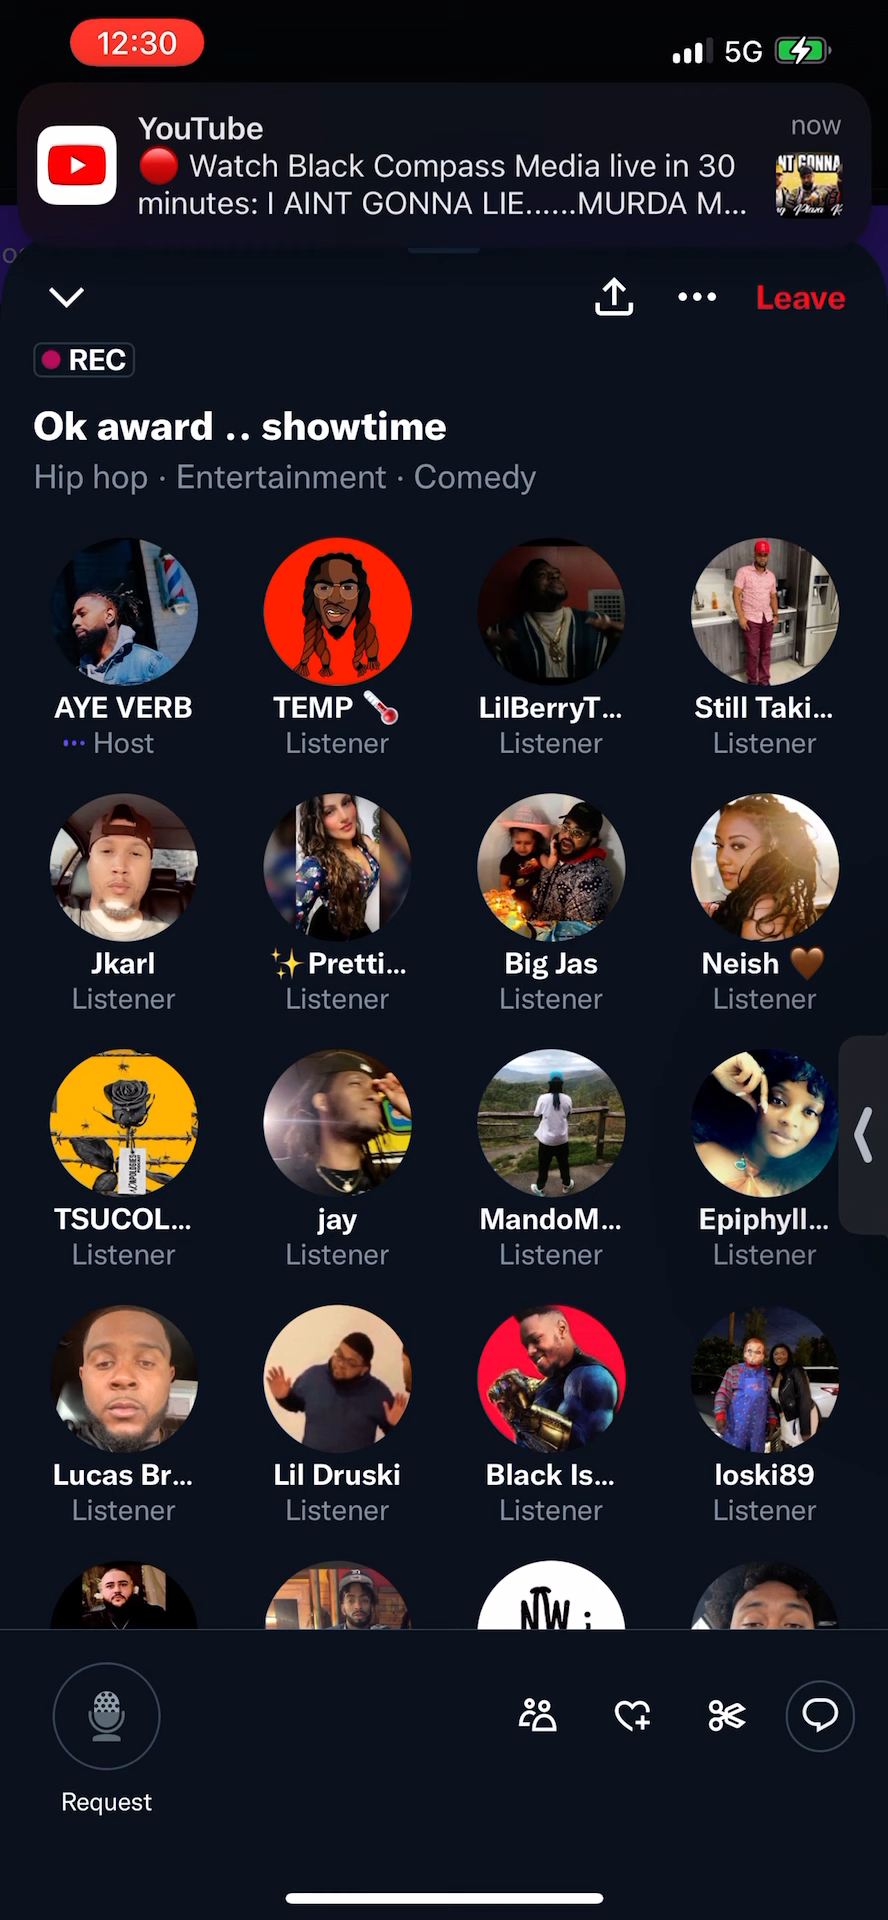 12:30
5G
YouTube
now
🔴 Watch Black Compass Media live in 30
minutes: I AINT GONNA LIE......MURDA M...
NT GONNA
Leave
REC
Ok award .. showtime
Hip hop · Entertainment · Comedy
AYE VERB
TEMP 🌡️
LilBerryT...
Still Taki...
Host
Listener
Listener
Listener
Jkarl
✨Pretti...
Big Jas
Neish 🤎
Listener
Listener
Listener
Listener
TSUCOL...
jay
MandoM...
Epiphyll...
Listener
Listener
Listener
Listener
Lucas Br...
Lil Druski
Black Is...
loski89
Listener
Listener
Listener
Listener
NTW
Request